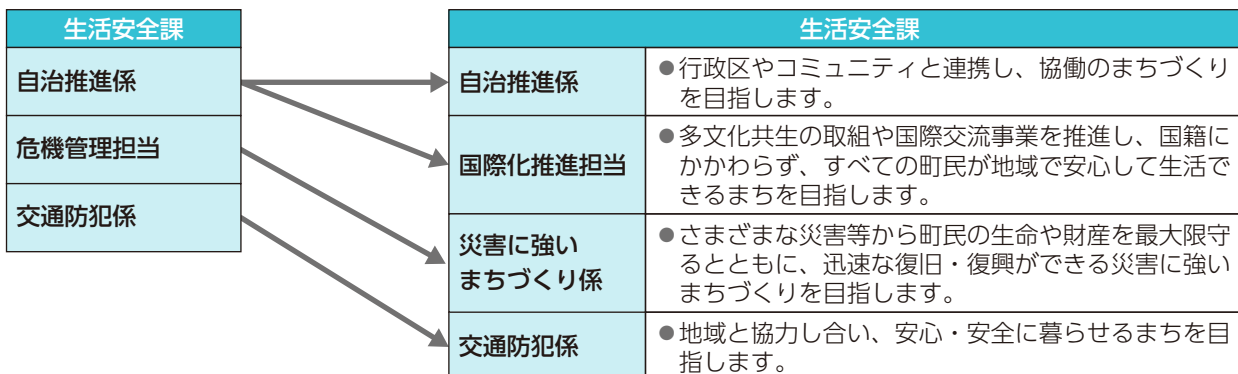 生活安全課
自治推進係
危機管理担当
交通防犯係
生活安全課
自治推進係
●行政区やコミュニティと連携し、協働のまちづくり
を目指します。
国際化推進担当
●多文化共生の取組や国際交流事業を推進し、国籍に
かかわらず、すべての町民が地域で安心して生活で
きるまちを目指します。
災害に強い
まちづくり係
●さまざまな災害等から町民の生命や財産を最大限守
るとともに、迅速な復旧・復興ができる災害に強い
まちづくりを目指します。
交通防犯係
●地域と協力し合い、安心・安全に暮らせるまちを目
指します。